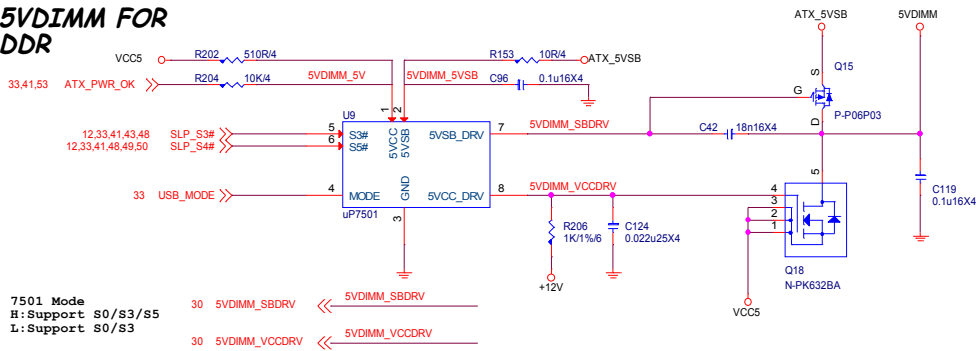 5VDIMM FOR
DDR
ATX_5VSB
5VDIMM
VCC5
R202
510R/4
R153
10R/4
ATX_5VSB
33,41,53
ATX_PWR_OK
R204
10K/4
5VDIMM_5V
5VDIMM_5VSB
C96
0.1u16X4
Q15
S
G
D
P-P06P03
U9
1
2
5VCC
5VSB
12,33,41,43,48
SLP_S3#
5
S3#
5VSB_DRV
7
5VDIMM_SBDRV
C42
18n16X4
12,33,41,48,49,50
SLP_S4#
6
S5#
5
33
USB_MODE
4
MODE
GND
5VCC_DRV
8
5VDIMM_VCCDRV
4
3
2
1
C119
0.1u16X4
uP7501
3
R206
1K/1%/6
C124
0.022u25X4
Q18
N-PK632BA
+12V
VCC5
7501 Mode
H:Support S0/S3/S5
L:Support S0/S3
30
5VDIMM_SBDRV
5VDIMM_SBDRV
30
5VDIMM_VCCDRV
5VDIMM_VCCDRV